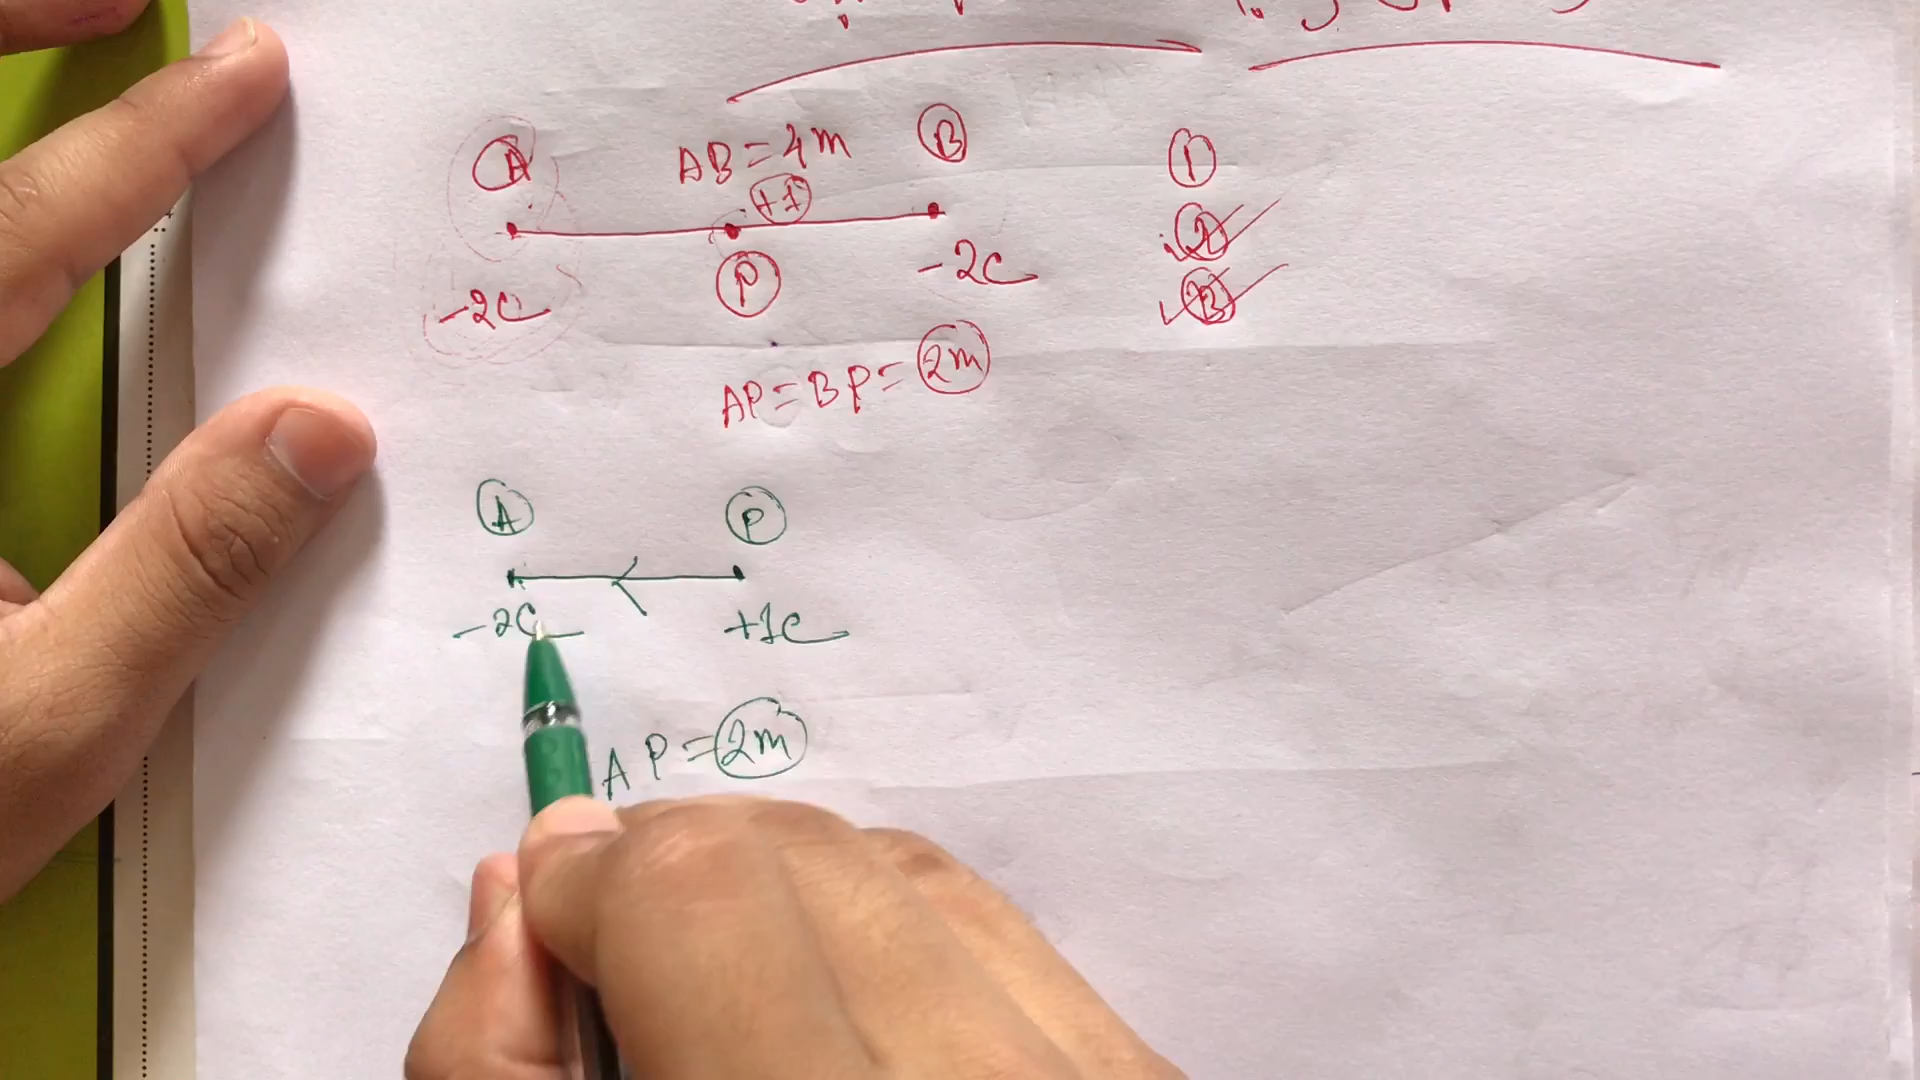 A AB = 4m B
+1
P
-2C -2C
AP = BP = 2m
1
2
3
A P
-2C +1C
AP = 2m